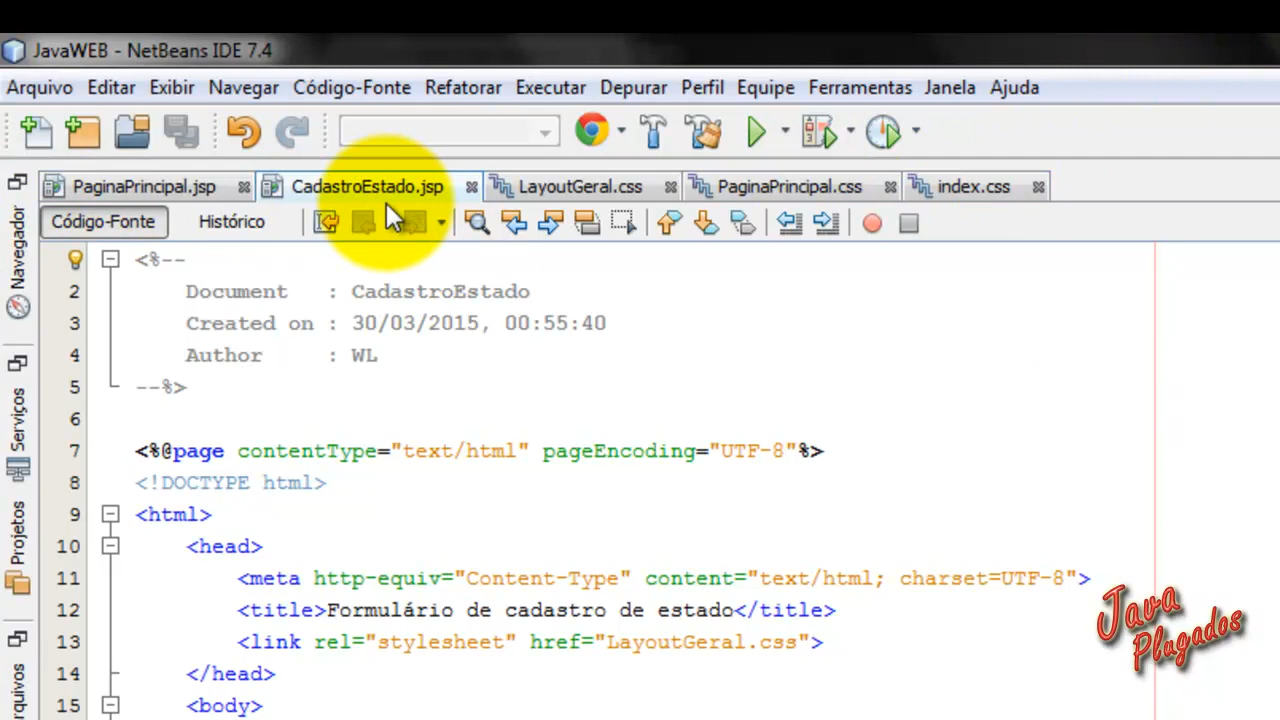 JavaWEB - NetBeans IDE 7.4
Arquivo Editar Exibir Navegar Código-Fonte Refatorar Executar Depurar Perfil Equipe Ferramentas Janela Ajuda
PaginaPrincipal.jsp CadastroEstado.jsp LayoutGeral.css PaginaPrincipal.css index.css
Código-Fonte Histórico
<%--
2 Document : CadastroEstado
3 Created on : 30/03/2015, 00:55:40
4 Author : WL
5 --%>
6
7 <%@page contentType="text/html" pageEncoding="UTF-8"%>
8 <!DOCTYPE html>
9 <html>
10 <head>
11 <meta http-equiv="Content-Type" content="text/html; charset=UTF-8">
12 <title>Formulário de cadastro de estado</title>
13 <link rel="stylesheet" href="LayoutGeral.css">
14 </head>
15 <body>
Navegador
Serviços
Projetos
Arquivos
Java
Plugados